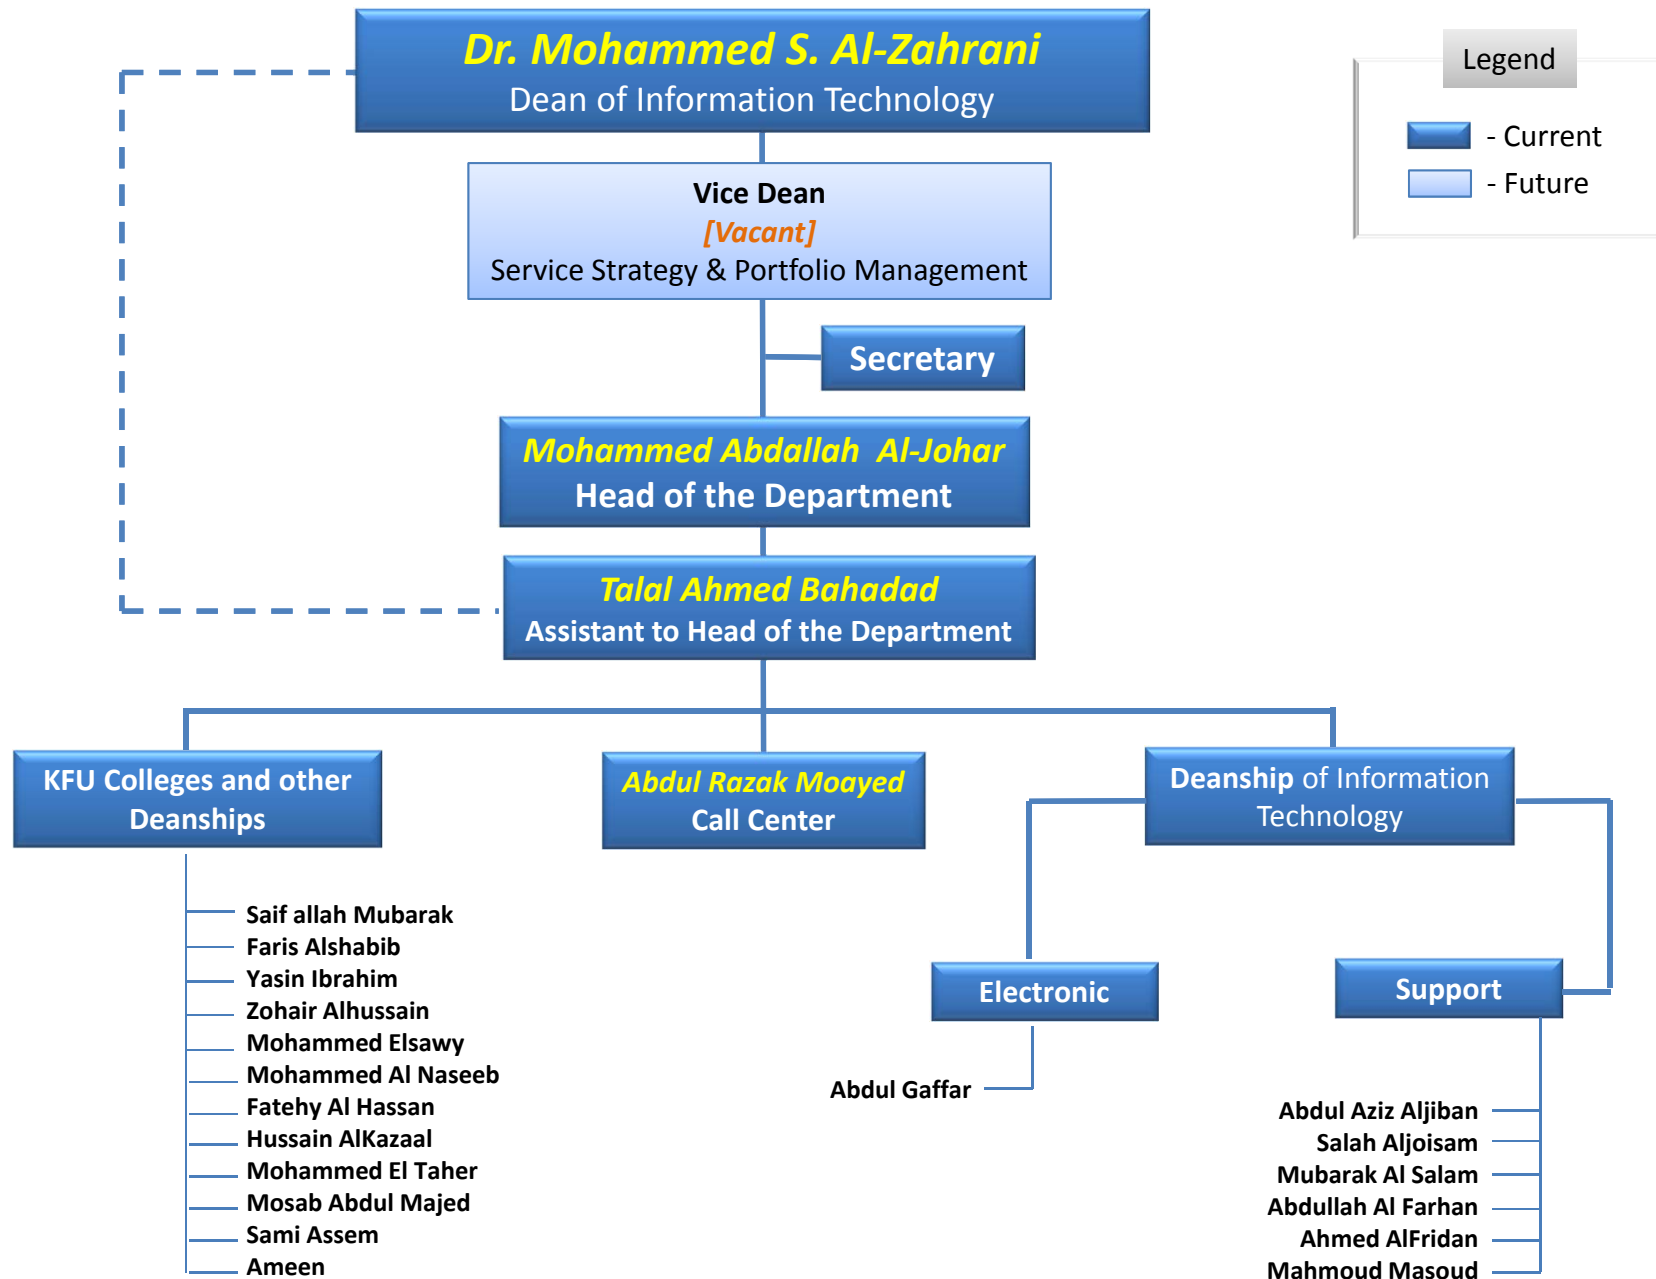 Dr. Mohammed S. Al-Zahrani
Dean of Information Technology
Legend
- Current
- Future
Vice Dean
[Vacant]
Service Strategy & Portfolio Management
Secretary
Mohammed Abdallah Al-Johar
Head of the Department
Talal Ahmed Bahadad
Assistant to Head of the Department
KFU Colleges and other
Deanships
Abdul Razak Moayed
Call Center
Deanship of Information
Technology
Saif allah Mubarak
Faris Alshabib
Yasin Ibrahim
Zohair Alhussain
Mohammed Elsawy
Mohammed Al Naseeb
Fatehy Al Hassan
Hussain AlKazaal
Mohammed El Taher
Mosab Abdul Majed
Sami Assem
Ameen
Electronic
Abdul Gaffar
Support
Abdul Aziz Aljiban
Salah Aljoisam
Mubarak Al Salam
Abdullah Al Farhan
Ahmed AlFridan
Mahmoud Masoud